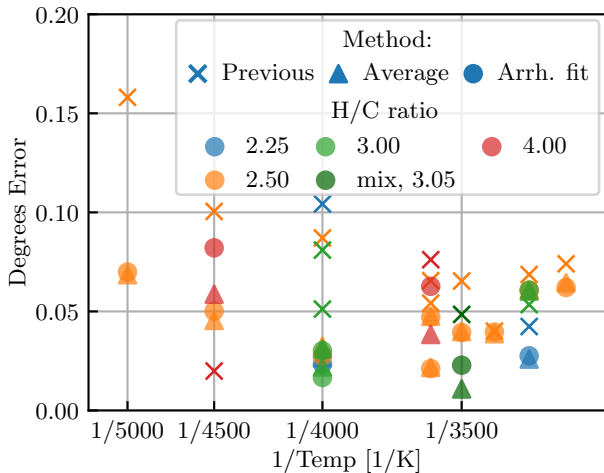 0.20
0.15
0.10
0.05
0.00
Degrees Error
Method:
Previous Average Arrh. fit
H/C ratio
2.25 3.00 4.00
2.50 mix, 3.05
1/5000 1/4500 1/4000 1/3500
1/Temp [1/K]